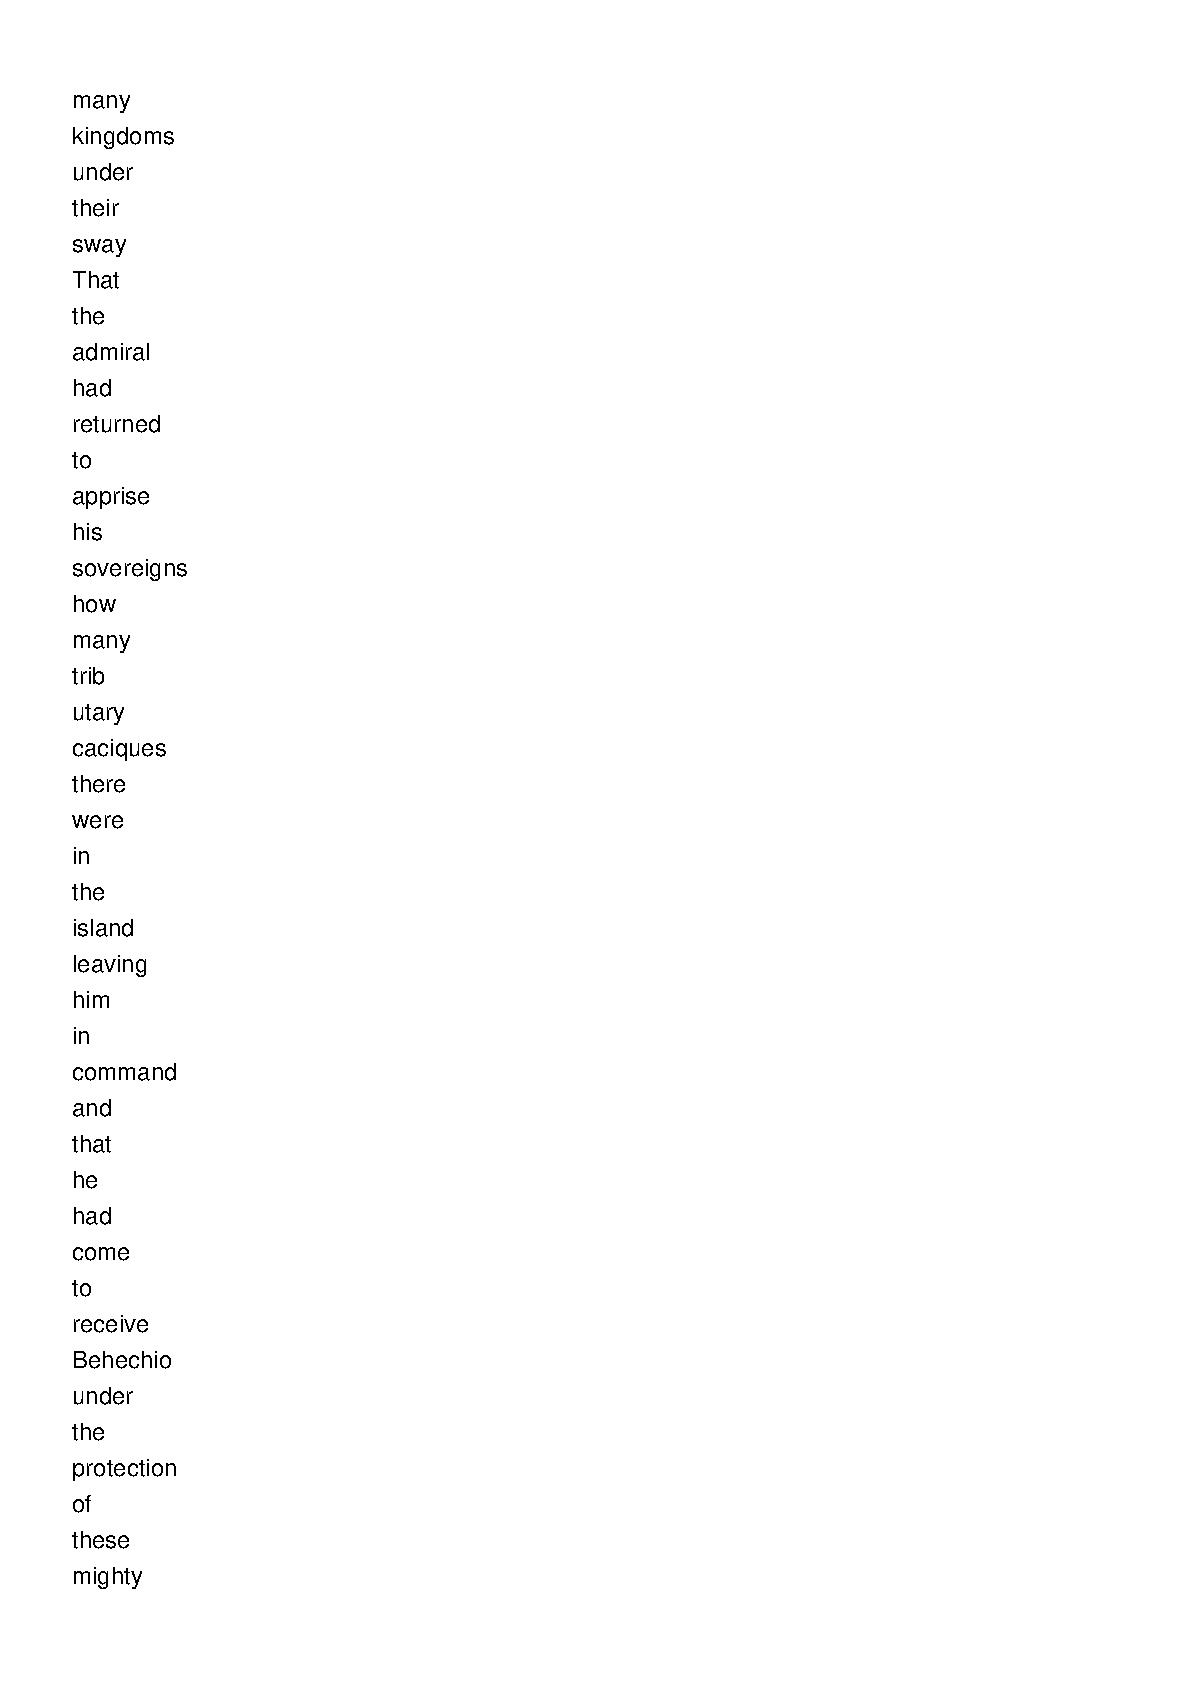 many
kingdoms
under
their
sway
That
the
admiral
had
returned
to
apprise
his
sovereigns
how
many
trib
utary
caciques
there
were
in
the
island
leaving
him
in
command
and
that
he
had
come
to
receive
Behechio
under
the
protection
of
these
mighty